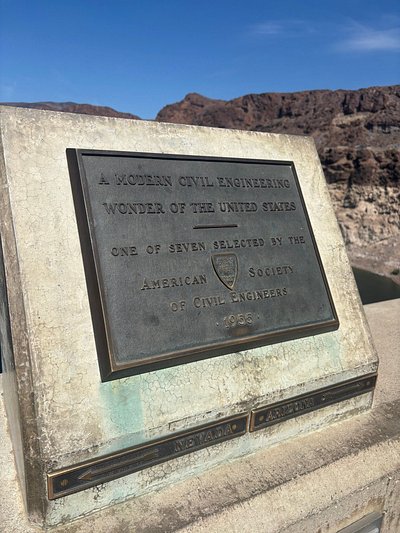 A MODERN CIVIL ENGINEERING
WONDER OF THE UNITED STATES
ONE OF SEVEN SELECTED BY THE
AMERICAN SOCIETY
OF CIVIL ENGINEERS
· 1955 ·
NEVADA ARIZONA